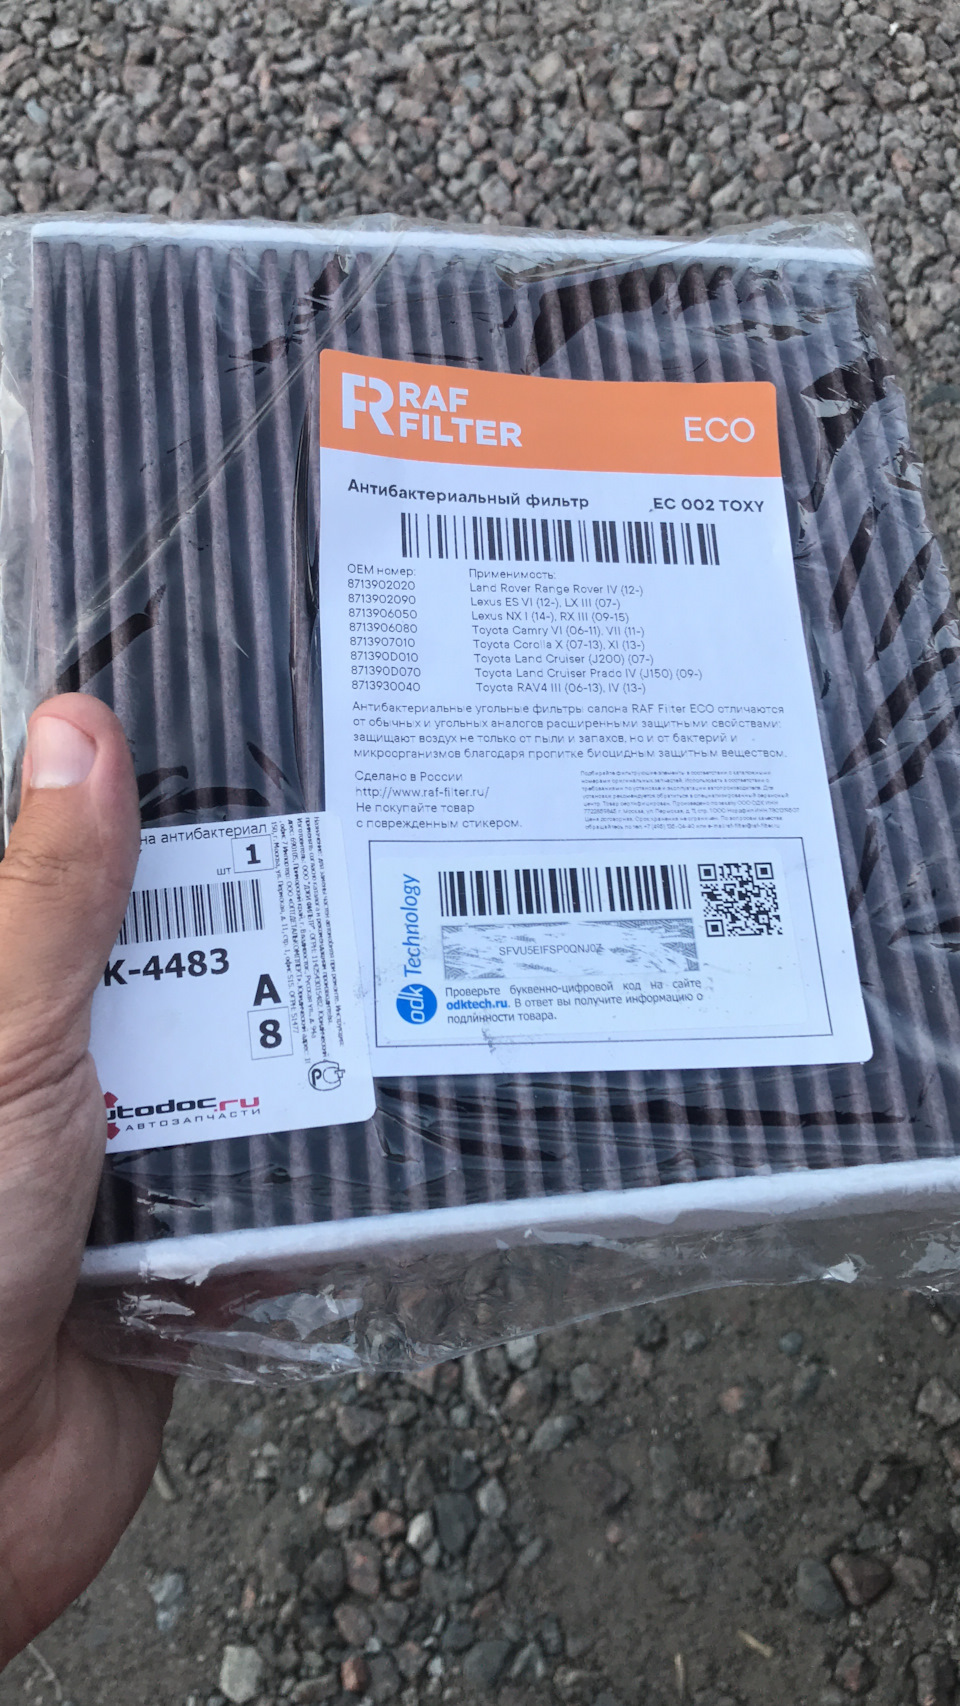 RAF
FILTER
ECO
Антибактериальный фильтр
EC 002 TOXY
OEM номер:
8713902020
8713902090
8713906050
8713906080
8713907010
871390D010
871390D070
8713930040
Применимость:
Land Rover Range Rover IV (12-)
Lexus ES VI (12-), LX III (07-)
Lexus NX I (14-), RX III (09-15)
Toyota Camry VI (06-11), VII (11-)
Toyota Corolla X (07-13), XI (13-)
Toyota Land Cruiser (J200) (07-)
Toyota Land Cruiser Prado IV (J150) (09-)
Toyota RAV4 III (06-13), IV (13-)
Антибактериальные угольные фильтры салона RAF Filter ECO отличаются
от обычных и угольных аналогов расширенными защитными свойствами:
защищают воздух не только от пыли и запахов, но и от бактерий и
микроорганизмов благодаря пропитке биоцидным защитным веществом.
Сделано в России
http://www.raf-filter.ru/
Не покупайте товар
с поврежденным стикером.
odk Technology
SFVU5EIFSP0QNJ0Z
Проверьте буквенно-цифровой код на сайте
odktech.ru. В ответ вы получите информацию о
подлинности товара.
на антибактериал
1
шт
К-4483
A
8
utodoc.ru
АВТОЗАПЧАСТИ